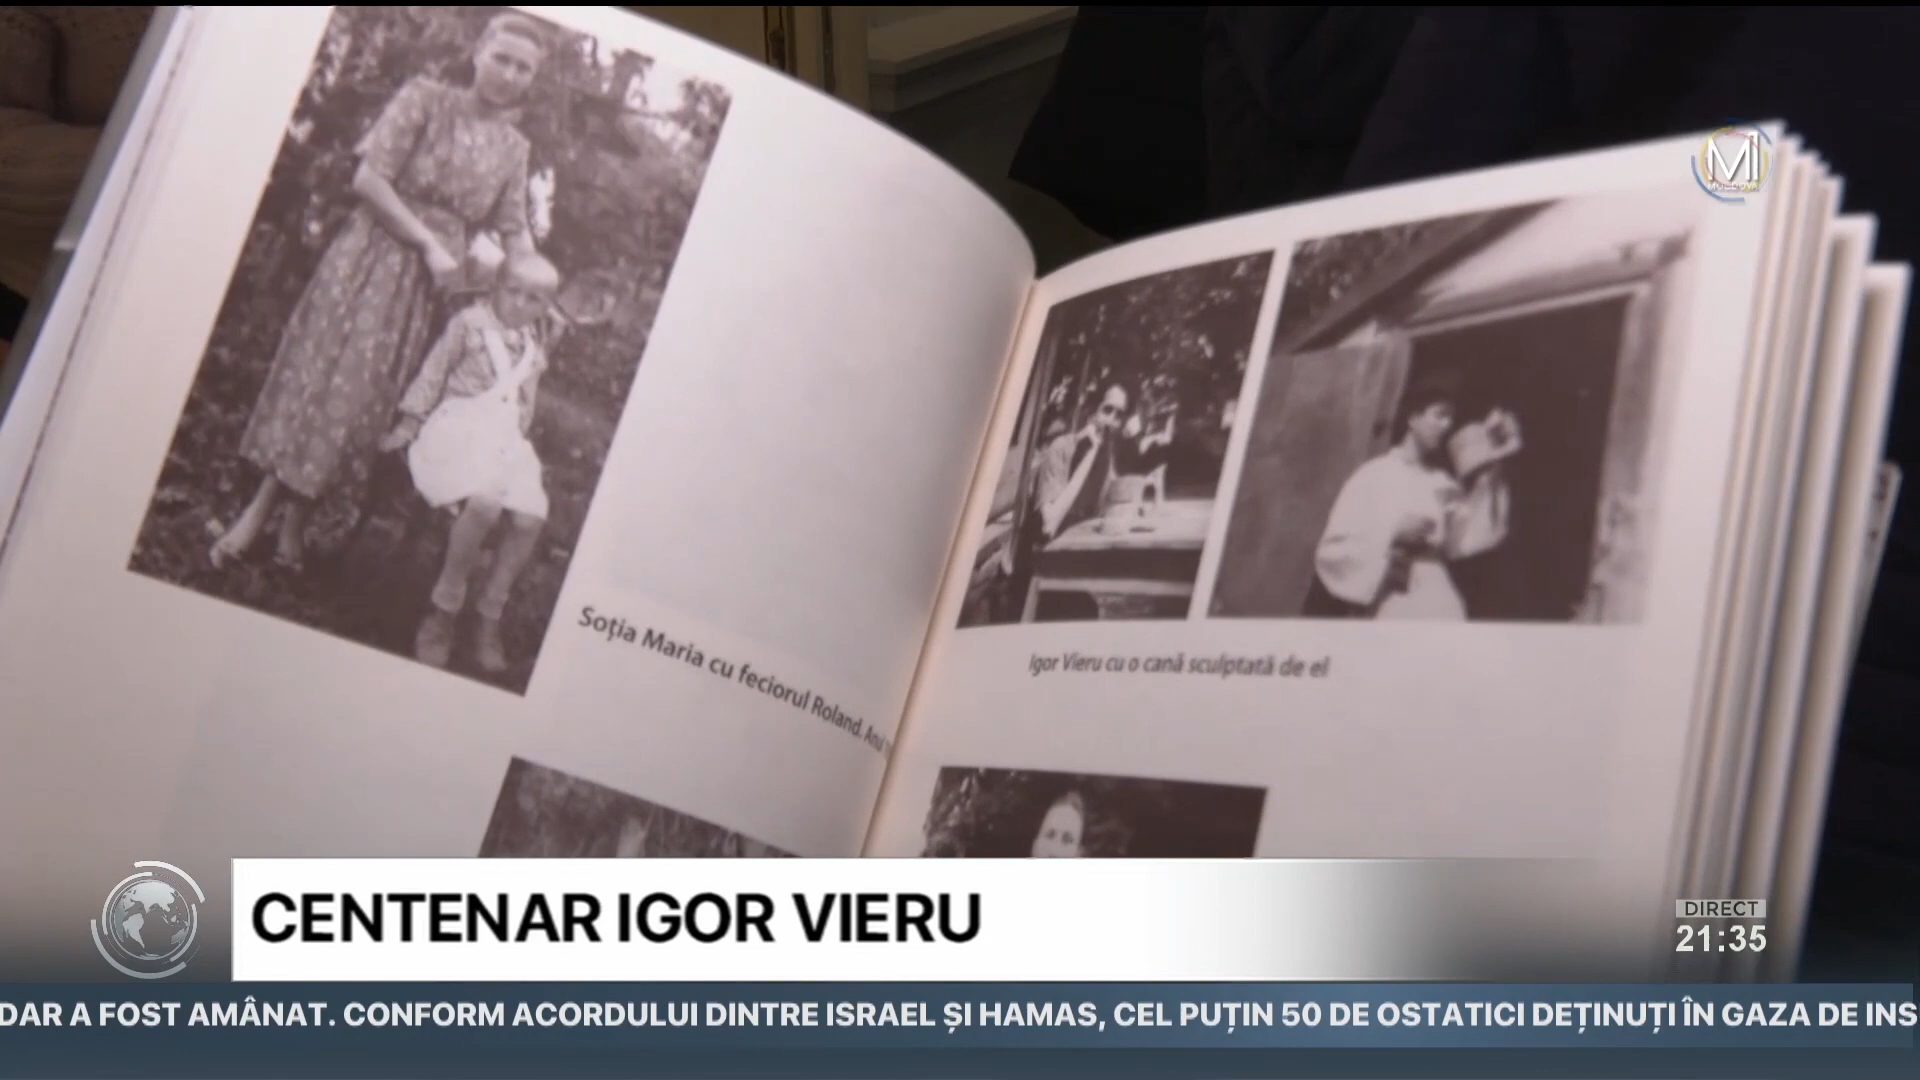 M1
MOLDOVA
Soția Maria cu feciorul Roland. Anul
Igor Vieru cu o cană sculptată de el
CENTENAR IGOR VIERU
DIRECT
21:35
DAR A FOST AMÂNAT. CONFORM ACORDULUI DINTRE ISRAEL ȘI HAMAS, CEL PUȚIN 50 DE OSTATICI DEȚINUȚI ÎN GAZA DE INS